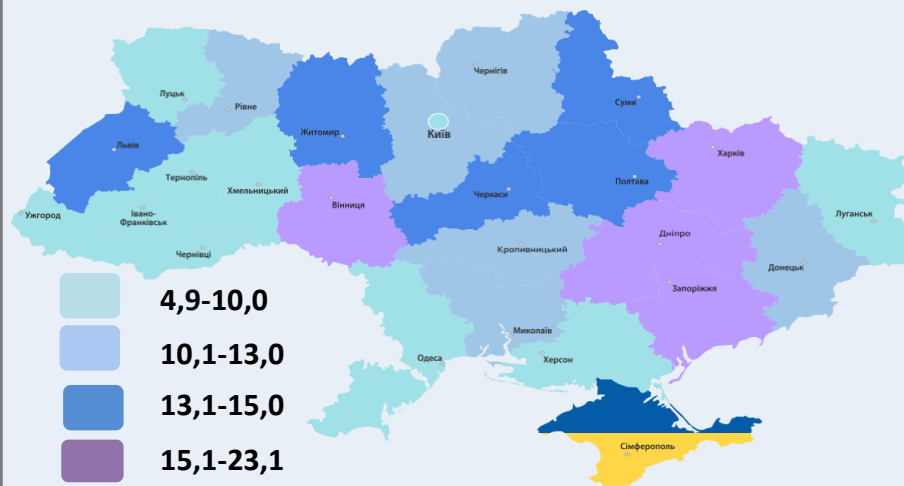 Чернігів
Луцьк
Рівне
Суми
Київ
Житомир
Львів
Харків
Тернопіль
Хмельницький
Черкаси
Полтава
Вінниця
Ужгород
Івано-
Франківськ
Луганськ
Дніпро
Чернівці
Кропивницький
Донецьк
Запоріжжя
4,9-10,0
Миколаїв
10,1-13,0
Одеса
Херсон
13,1-15,0
Сімферополь
15,1-23,1